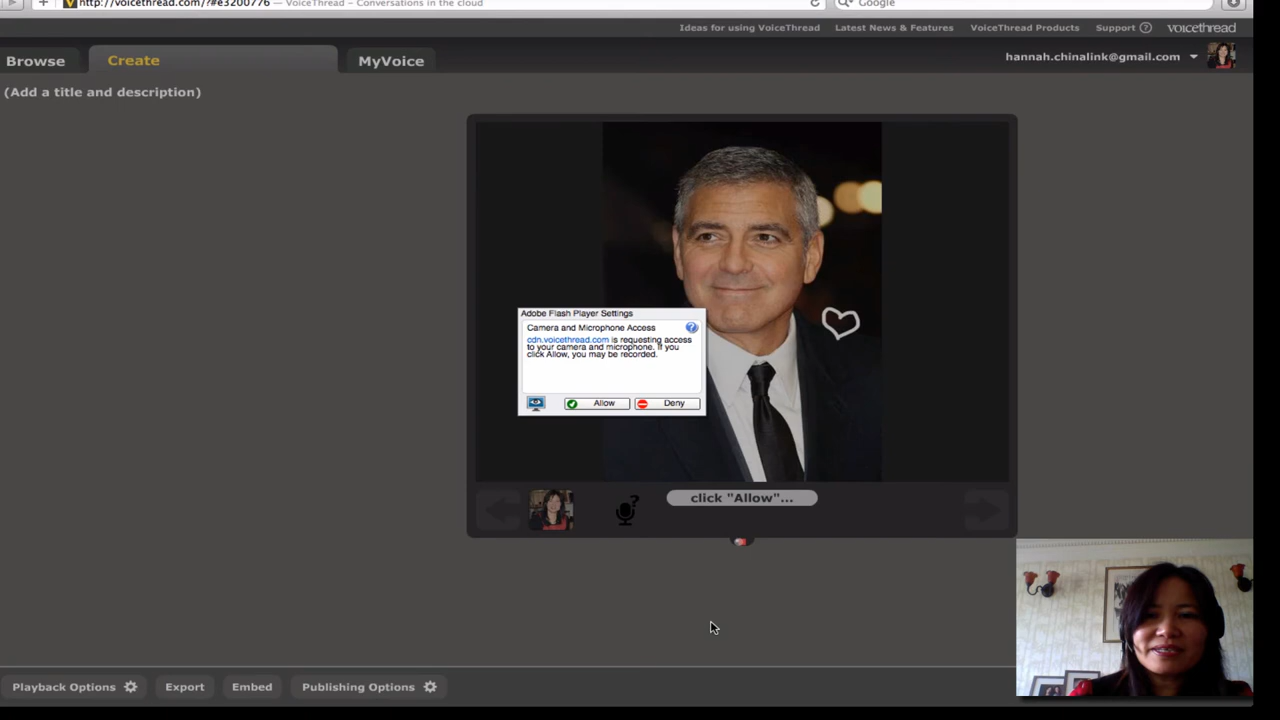 http://voicethread.com/?#e3200776 — VoiceThread – Conversations in the cloud
Google
Ideas for using VoiceThread
Latest News & Features
VoiceThread Products
Support ?
voicethread
Browse
Create
MyVoice
hannah.chinalink@gmail.com
(Add a title and description)
Adobe Flash Player Settings
Camera and Microphone Access
?
cdn.voicethread.com is requesting access
to your camera and microphone. If you
click Allow, you may be recorded.
Allow
Deny
click "Allow"...
?
Playback Options
Export
Embed
Publishing Options